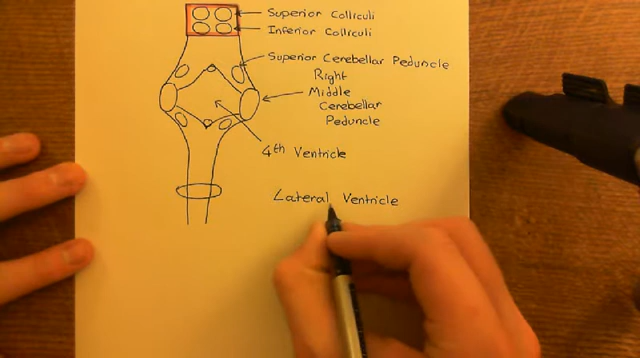 Superior Colliculi
Inferior Colliculi
Superior Cerebellar Peduncle
Right
Middle
Cerebellar
Peduncle
4th Ventricle
Lateral Ventricle